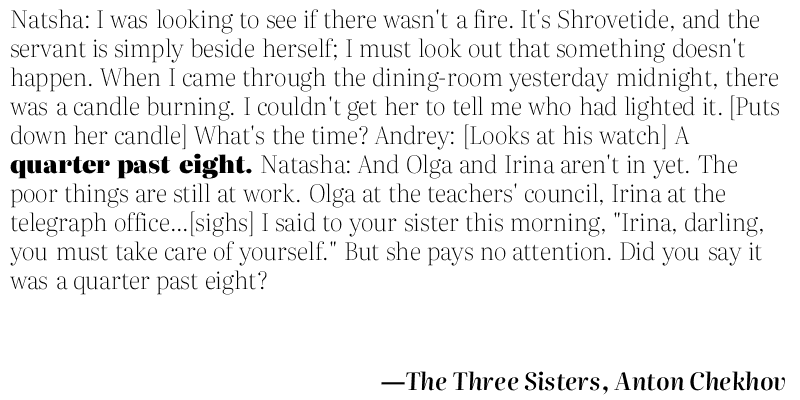 Natsha: I was looking to see if there wasn't a fire. It's Shrovetide, and the
servant is simply beside herself; I must look out that something doesn't
happen. When I came through the dining-room yesterday midnight, there
was a candle burning. I couldn't get her to tell me who had lighted it. [Puts
down her candle] What's the time? Andrey: [Looks at his watch] A
quarter past eight. Natasha: And Olga and Irina aren't in yet. The
poor things are still at work. Olga at the teachers' council, Irina at the
telegraph office...[sighs] I said to your sister this morning, "Irina, darling,
you must take care of yourself." But she pays no attention. Did you say it
was a quarter past eight?
—The Three Sisters, Anton Chekhov